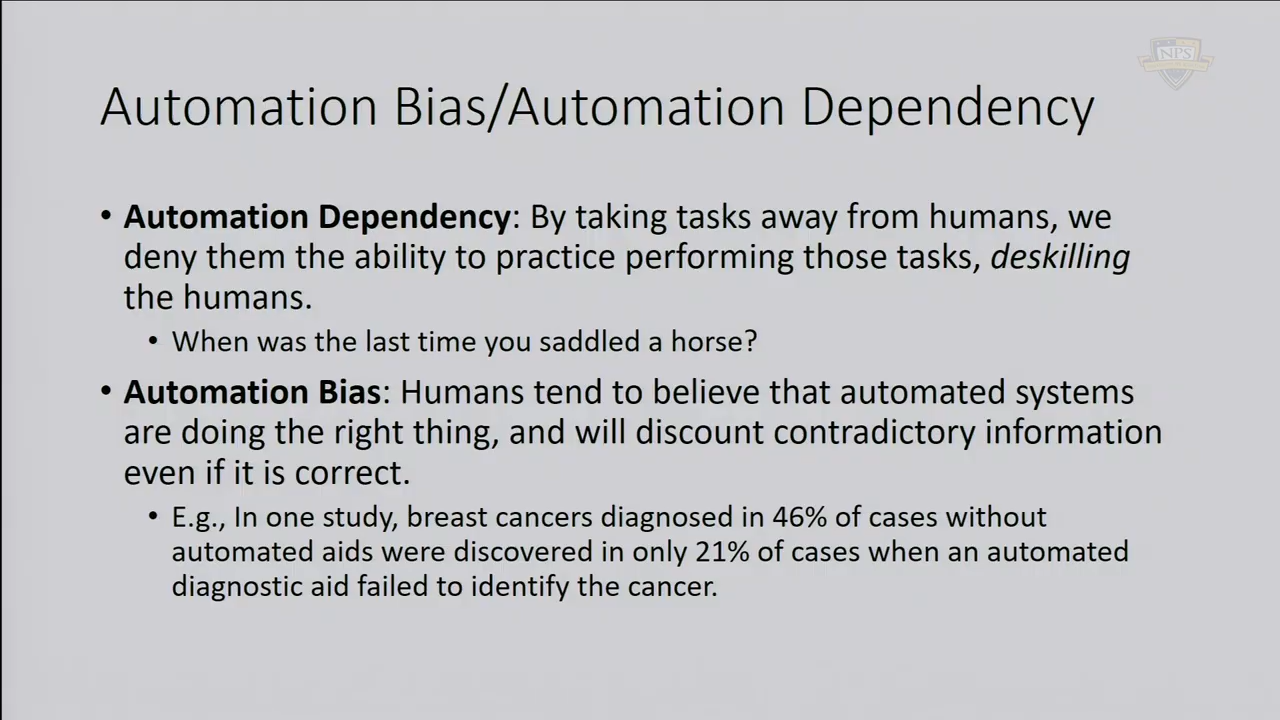 NPS
Automation Bias/Automation Dependency
• Automation Dependency: By taking tasks away from humans, we
deny them the ability to practice performing those tasks, deskilling
the humans.
• When was the last time you saddled a horse?
• Automation Bias: Humans tend to believe that automated systems
are doing the right thing, and will discount contradictory information
even if it is correct.
• E.g., In one study, breast cancers diagnosed in 46% of cases without
automated aids were discovered in only 21% of cases when an automated
diagnostic aid failed to identify the cancer.